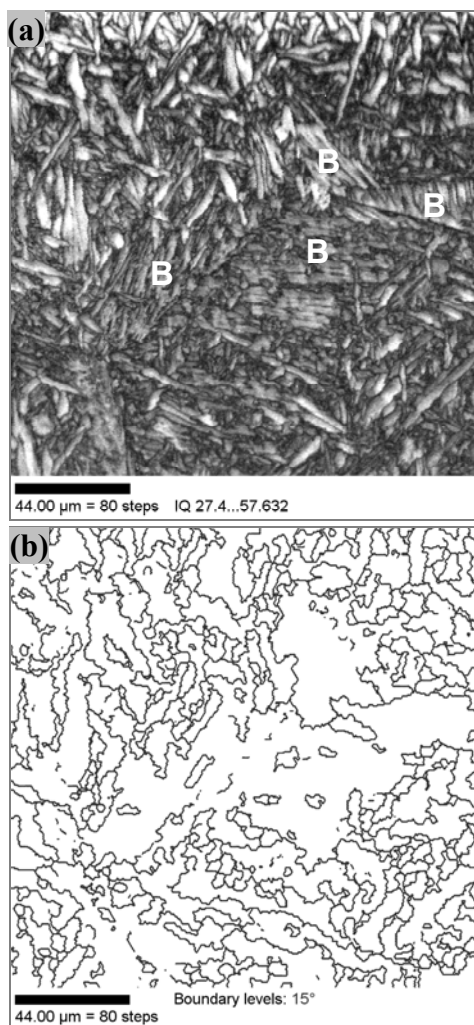 (a)
B
B
B
B
44.00 µm = 80 steps IQ 27.4...57.632
(b)
Boundary levels: 15°
44.00 µm = 80 steps